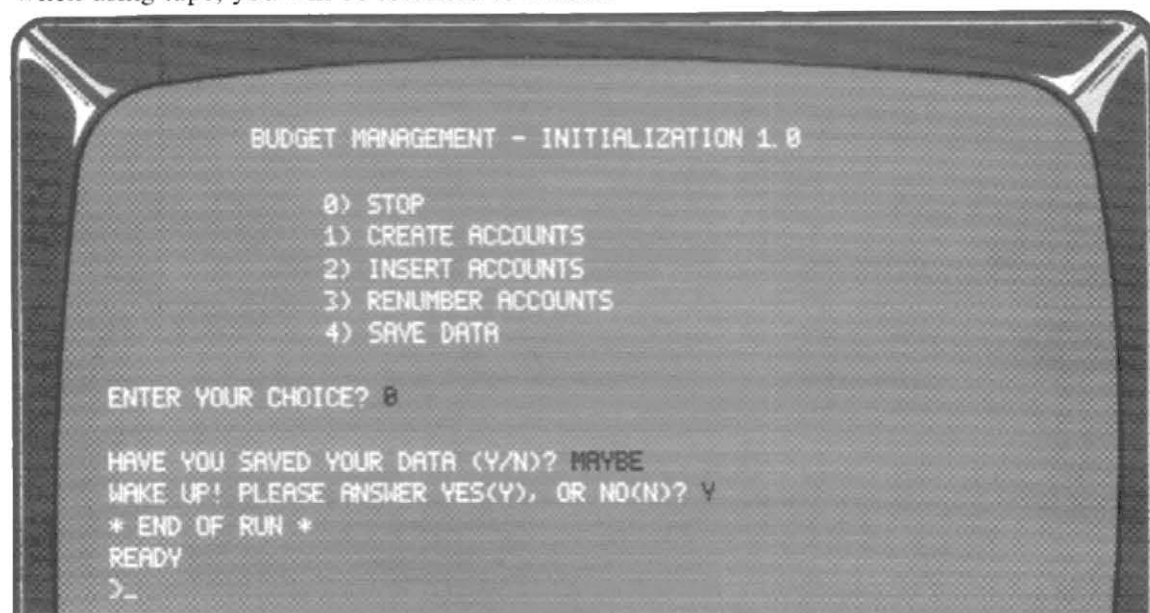 BUDGET MANAGEMENT - INITIALIZATION 1.0
0) STOP
1) CREATE ACCOUNTS
2) INSERT ACCOUNTS
3) RENUMBER ACCOUNTS
4) SAVE DATA
ENTER YOUR CHOICE? 0
HAVE YOU SAVED YOUR DATA (Y/N)? MAYBE
WAKE UP! PLEASE ANSWER YES(Y), OR NO(N)? Y
* END OF RUN *
READY
>_